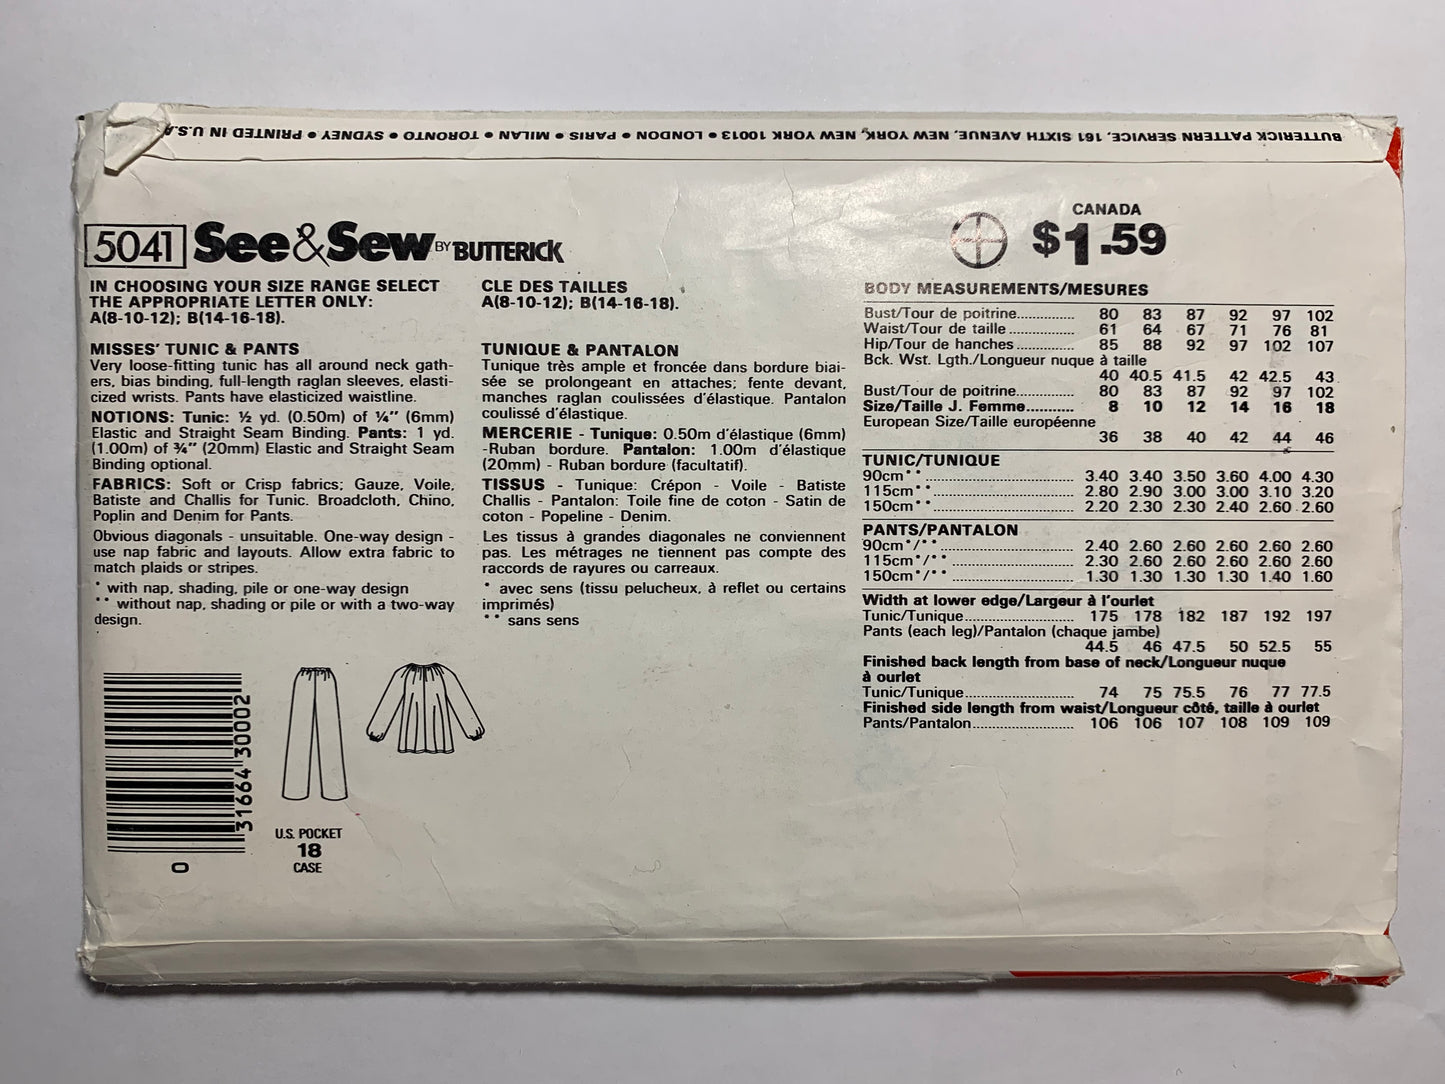 BUTTERICK PATTERN SERVICE, 161 SIXTH AVENUE, NEW YORK, NEW YORK 10013 • LONDON • PARIS • MILAN • TORONTO • SYDNEY • PRINTED IN U.S.A.
5041 See&Sew BY BUTTERICK
IN CHOOSING YOUR SIZE RANGE SELECT
THE APPROPRIATE LETTER ONLY:
A(8-10-12); B(14-16-18).
MISSES' TUNIC & PANTS
Very loose-fitting tunic has all around neck gath-
ers, bias binding, full-length raglan sleeves, elasti-
cized wrists. Pants have elasticized waistline.
NOTIONS: Tunic: ½ yd. (0.50m) of ¼" (6mm)
Elastic and Straight Seam Binding. Pants: 1 yd.
(1.00m) of ¾" (20mm) Elastic and Straight Seam
Binding optional.
FABRICS: Soft or Crisp fabrics; Gauze, Voile,
Batiste and Challis for Tunic. Broadcloth, Chino,
Poplin and Denim for Pants.
Obvious diagonals - unsuitable. One-way design -
use nap fabric and layouts. Allow extra fabric to
match plaids or stripes.
* with nap, shading, pile or one-way design
** without nap, shading or pile or with a two-way
design.
CLE DES TAILLES
A(8-10-12); B(14-16-18).
TUNIQUE & PANTALON
Tunique très ample et froncée dans bordure biai-
sée se prolongeant en attaches; fente devant,
manches raglan coulissées d'élastique. Pantalon
coulissé d'élastique.
MERCERIE - Tunique: 0.50m d'élastique (6mm)
-Ruban bordure. Pantalon: 1.00m d'élastique
(20mm) - Ruban bordure (facultatif).
TISSUS - Tunique: Crépon - Voile - Batiste
Challis - Pantalon: Toile fine de coton - Satin de
coton - Popeline - Denim.
Les tissus à grandes diagonales ne conviennent
pas. Les métrages ne tiennent pas compte des
raccords de rayures ou carreaux.
* avec sens (tissu pelucheux, à reflet ou certains
imprimés)
** sans sens
CANADA
$1.59
BODY MEASUREMENTS/MESURES
Bust/Tour de poitrine............... 80 83 87 92 97 102
Waist/Tour de taille ................ 61 64 67 71 76 81
Hip/Tour de hanches ............... 85 88 92 97 102 107
Bck. Wst. Lgth./Longueur nuque à taille
40 40.5 41.5 42 42.5 43
Bust/Tour de poitrine............... 80 83 87 92 97 102
Size/Taille J. Femme........... 8 10 12 14 16 18
European Size/Taille européenne
36 38 40 42 44 46
TUNIC/TUNIQUE
90cm** ................................ 3.40 3.40 3.50 3.60 4.00 4.30
115cm** .............................. 2.80 2.90 3.00 3.00 3.10 3.20
150cm** .............................. 2.20 2.30 2.30 2.40 2.60 2.60
PANTS/PANTALON
90cm*/** ............................. 2.40 2.60 2.60 2.60 2.60 2.60
115cm*/** ........................... 2.30 2.60 2.60 2.60 2.60 2.60
150cm*/** ........................... 1.30 1.30 1.30 1.30 1.40 1.60
Width at lower edge/Largeur à l'ourlet
Tunic/Tunique........................... 175 178 182 187 192 197
Pants (each leg)/Pantalon (chaque jambe)
44.5 46 47.5 50 52.5 55
Finished back length from base of neck/Longueur nuque
à ourlet
Tunic/Tunique........................... 74 75 75.5 76 77 77.5
Finished side length from waist/Longueur côté, taille à ourlet
Pants/Pantalon......................... 106 106 107 108 109 109
31664 30002
0
U.S. POCKET
18
CASE